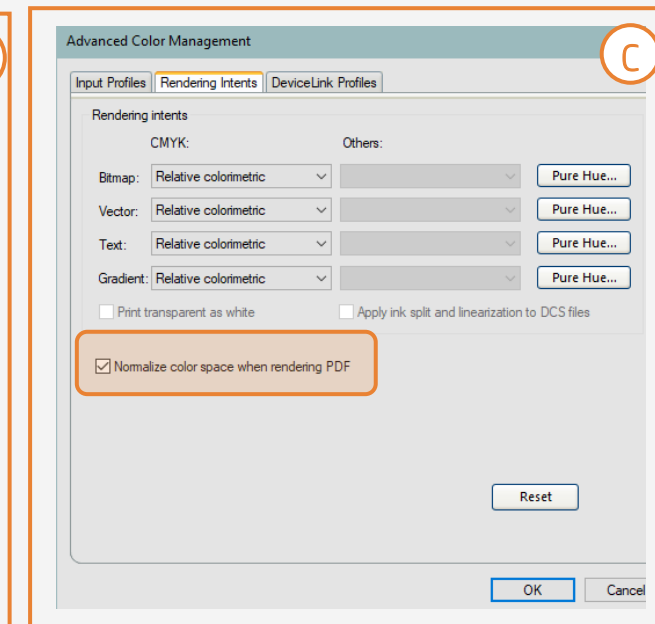 Advanced Color Management
C
Input Profiles Rendering Intents DeviceLink Profiles
Rendering intents
CMYK: Others:
Bitmap: Relative colorimetric Pure Hue...
Vector: Relative colorimetric Pure Hue...
Text: Relative colorimetric Pure Hue...
Gradient: Relative colorimetric Pure Hue...
Print transparent as white Apply ink split and linearization to DCS files
Normalize color space when rendering PDF
Reset
OK Cancel